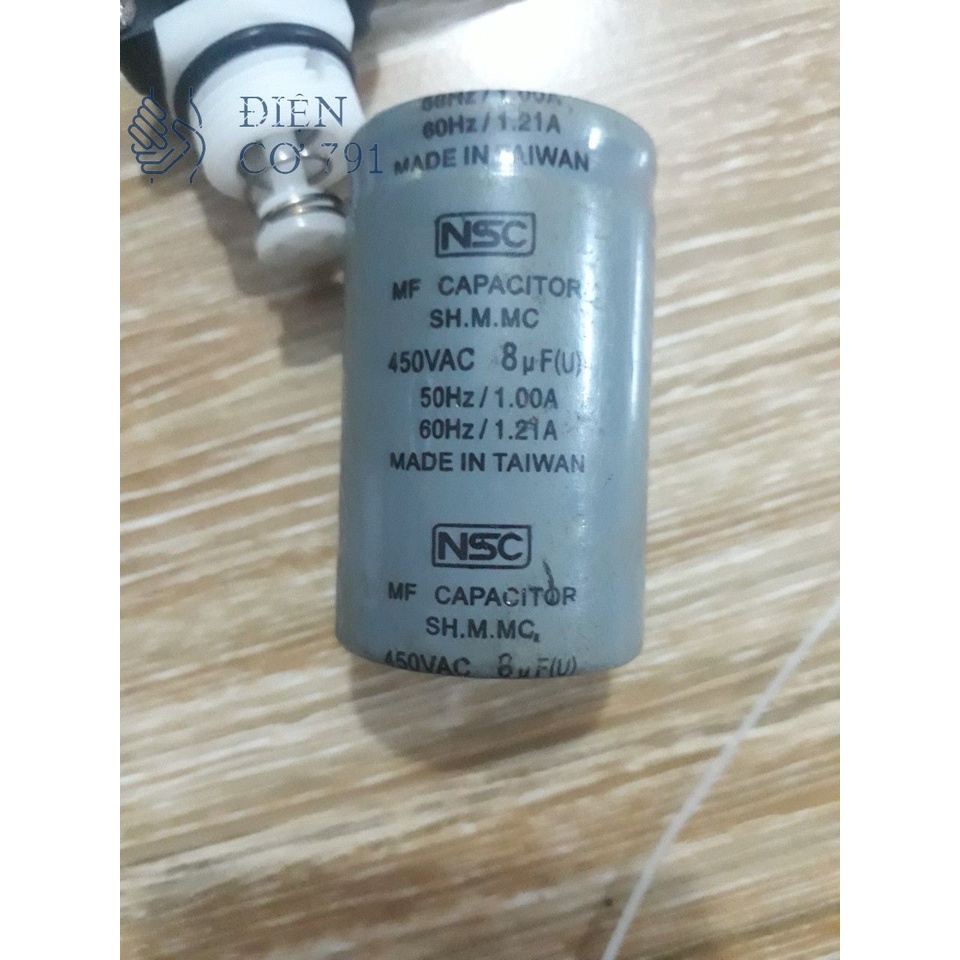 ĐIỆN
CƠ 791
60Hz / 1.21A
MADE IN TAIWAN
NSC
MF CAPACITOR
SH.M.MC
450VAC 8µF(U)
50Hz / 1.00A
60Hz / 1.21A
MADE IN TAIWAN
NSC
MF CAPACITOR
SH.M.MC
450VAC 8µF(U)